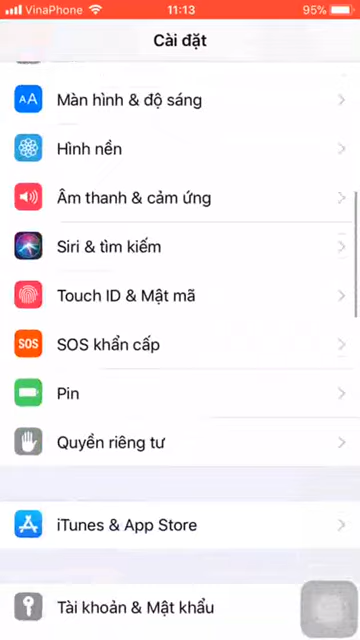 VinaPhone
11:13
95%
Cài đặt
AA
Màn hình & độ sáng
Hình nền
Âm thanh & cảm ứng
Siri & tìm kiếm
Touch ID & Mật mã
SOS
SOS khẩn cấp
Pin
Quyền riêng tư
iTunes & App Store
Tài khoản & Mật khẩu